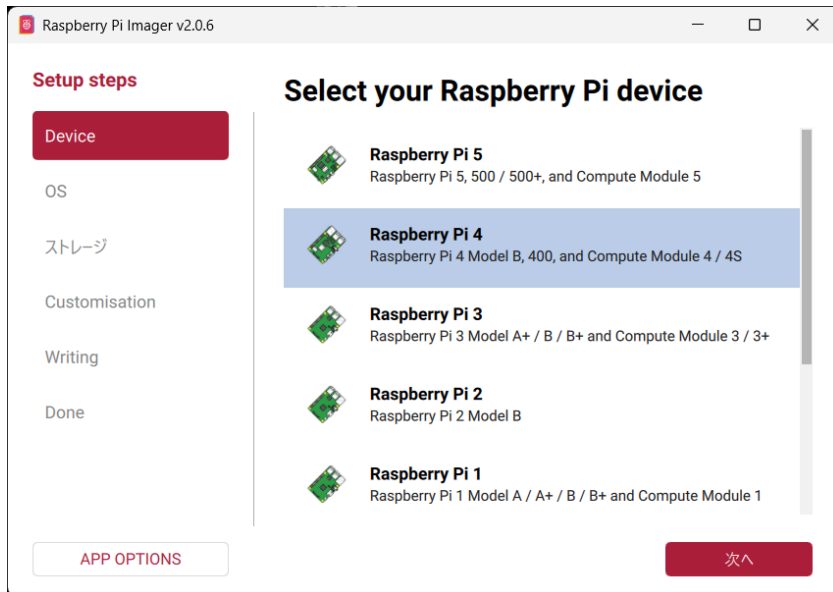 Raspberry Pi Imager v2.0.6
Setup steps
Device
OS
ストレージ
Customisation
Writing
Done
APP OPTIONS
Select your Raspberry Pi device
Raspberry Pi 5
Raspberry Pi 5, 500 / 500+, and Compute Module 5
Raspberry Pi 4
Raspberry Pi 4 Model B, 400, and Compute Module 4 / 4S
Raspberry Pi 3
Raspberry Pi 3 Model A+ / B / B+ and Compute Module 3 / 3+
Raspberry Pi 2
Raspberry Pi 2 Model B
Raspberry Pi 1
Raspberry Pi 1 Model A / A+ / B / B+ and Compute Module 1
次へ